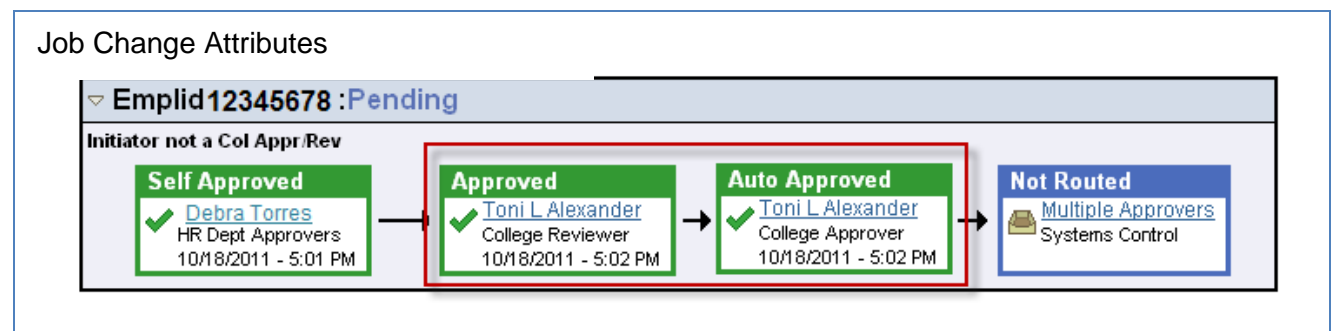 Job Change Attributes
Emplid 12345678 :Pending
Initiator not a Col Appr/Rev
Self Approved
Debra Torres
HR Dept Approvers
10/18/2011 - 5:01 PM
Approved
Toni L Alexander
College Reviewer
10/18/2011 - 5:02 PM
Auto Approved
Toni L Alexander
College Approver
10/18/2011 - 5:02 PM
Not Routed
Multiple Approvers
Systems Control